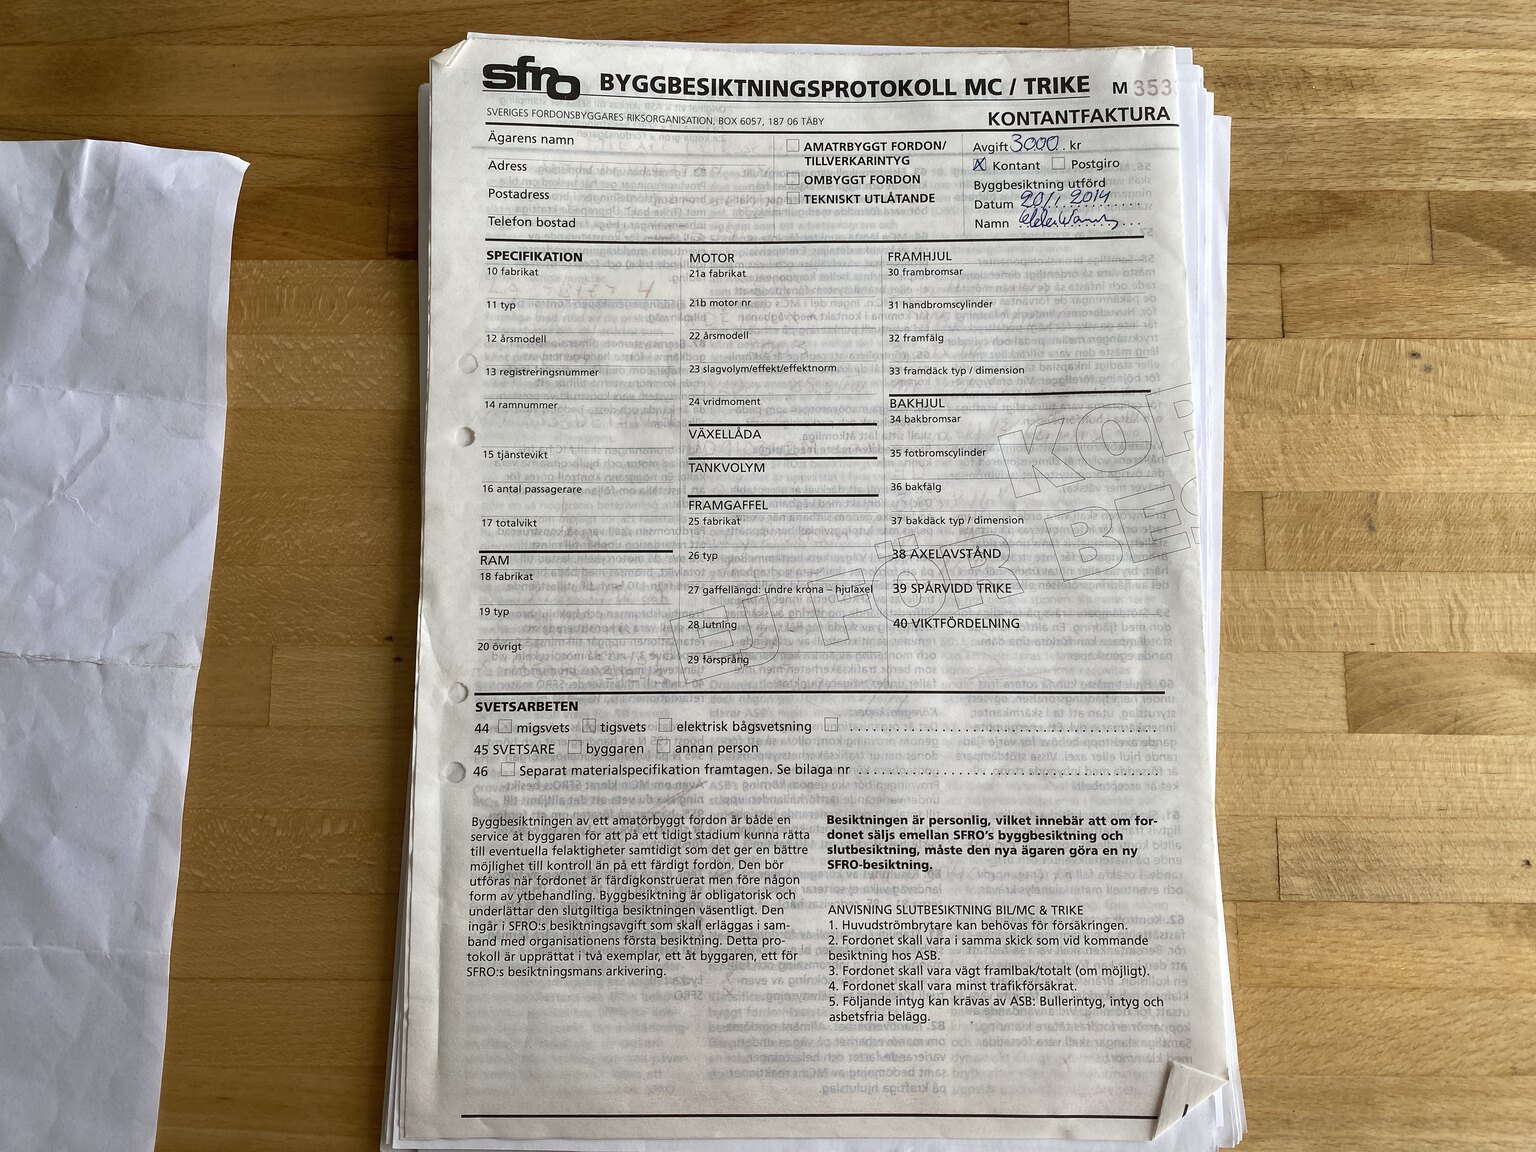 sfro BYGGBESIKTNINGSPROTOKOLL MC / TRIKE M 353
SVERIGES FORDONSBYGGARES RIKSORGANISATION, BOX 6057, 187 06 TÄBY
KONTANTFAKTURA
Ägarens namn
Adress
Postadress
Telefon bostad
AMATRBYGGT FORDON/
TILLVERKARINTYG
OMBYGGT FORDON
TEKNISKT UTLÅTANDE
Avgift 3000. kr
X Kontant Postgiro
Byggbesiktning utförd
Datum 20/1 2014
Namn
SPECIFIKATION
10 fabrikat
11 typ
12 årsmodell
13 registreringsnummer
14 ramnummer
15 tjänstevikt
16 antal passagerare
17 totalvikt
RAM
18 fabrikat
19 typ
20 övrigt
MOTOR
21a fabrikat
21b motor nr
22 årsmodell
23 slagvolym/effekt/effektnorm
24 vridmoment
VÄXELLÅDA
TANKVOLYM
FRAMGAFFEL
25 fabrikat
26 typ
27 gaffellängd: undre krona – hjulaxel
28 lutning
29 försprång
FRAMHJUL
30 frambromsar
31 handbromscylinder
32 framfälg
33 framdäck typ / dimension
BAKHJUL
34 bakbromsar
35 fotbromscylinder
36 bakfälg
37 bakdäck typ / dimension
38 AXELAVSTÅND
39 SPÅRVIDD TRIKE
40 VIKTFÖRDELNING
EJ FÖR BES
KOP
SVETSARBETEN
44 migsvets tigsvets elektrisk bågsvetsning
45 SVETSARE byggaren annan person
46 Separat materialspecifikation framtagen. Se bilaga nr
Byggbesiktningen av ett amatörbyggt fordon är både en
service åt byggaren för att på ett tidigt stadium kunna rätta
till eventuella felaktigheter samtidigt som det ger en bättre
möjlighet till kontroll än på ett färdigt fordon. Den bör
utföras när fordonet är färdigkonstruerat men före någon
form av ytbehandling. Byggbesiktning är obligatorisk och
underlättar den slutgiltiga besiktningen väsentligt. Den
ingår i SFRO:s besiktningsavgift som skall erläggas i sam-
band med organisationens första besiktning. Detta pro-
tokoll är upprättat i två exemplar, ett åt byggaren, ett för
SFRO:s besiktningsmans arkivering.
Besiktningen är personlig, vilket innebär att om for-
donet säljs emellan SFRO's byggbesiktning och
slutbesiktning, måste den nya ägaren göra en ny
SFRO-besiktning.
ANVISNING SLUTBESIKTNING BIL/MC & TRIKE
1. Huvudströmbrytare kan behövas för försäkringen.
2. Fordonet skall vara i samma skick som vid kommande
besiktning hos ASB.
3. Fordonet skall vara vägt framlbak/totalt (om möjligt).
4. Fordonet skall vara minst trafikförsäkrat.
5. Följande intyg kan krävas av ASB: Bullerintyg, intyg och
asbetsfria belägg.